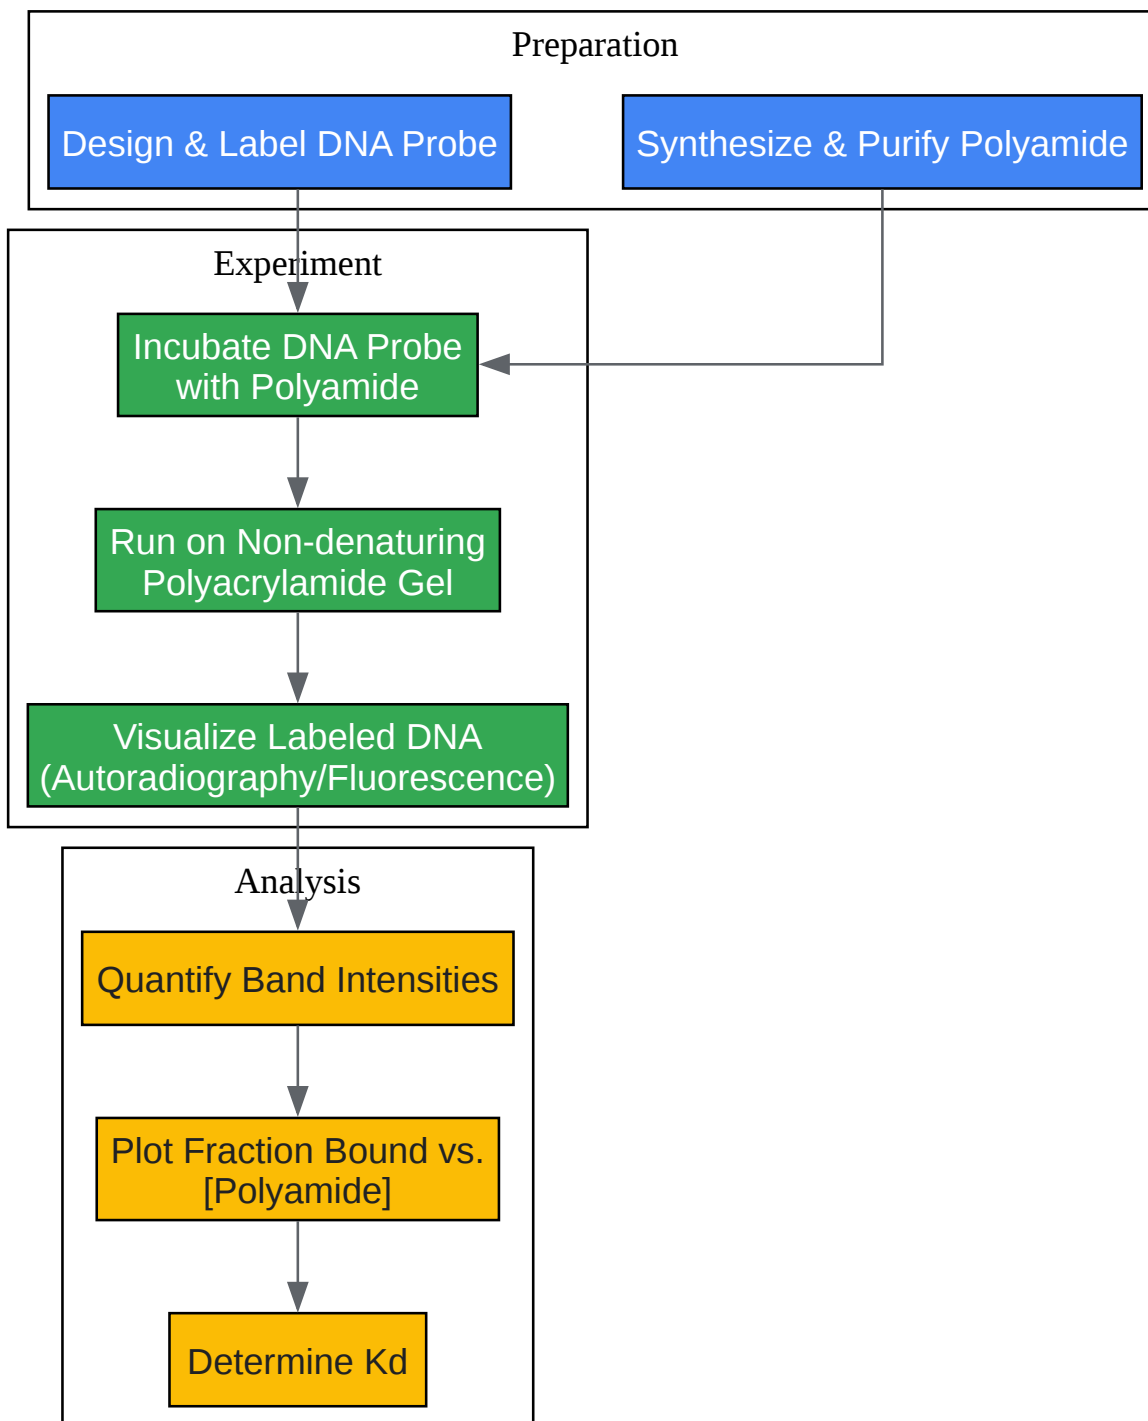 Preparation
Design & Label DNA Probe
Synthesize & Purify Polyamide
Experiment
Incubate DNA Probe
with Polyamide
Run on Non-denaturing
Polyacrylamide Gel
Visualize Labeled DNA
(Autoradiography/Fluorescence)
Analysis
Quantify Band Intensities
Plot Fraction Bound vs.
[Polyamide]
Determine Kd